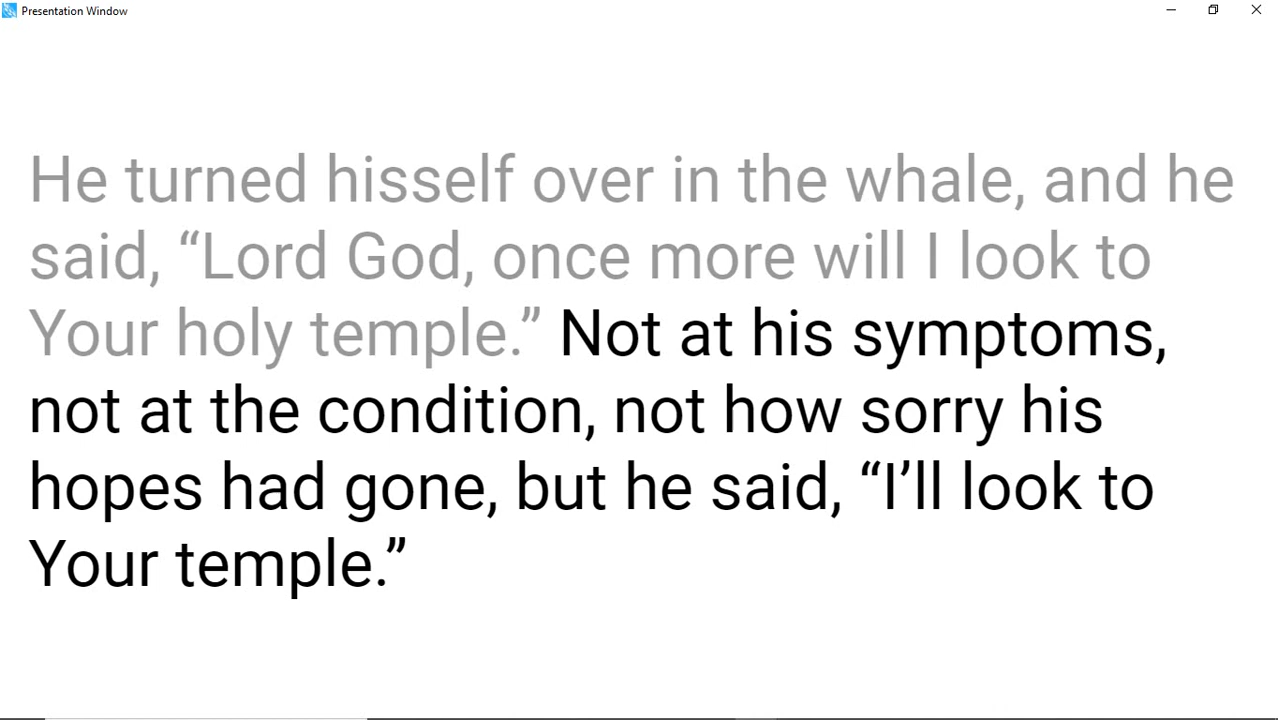 Presentation Window
He turned hisself over in the whale, and he
said, “Lord God, once more will I look to
Your holy temple.” Not at his symptoms,
not at the condition, not how sorry his
hopes had gone, but he said, “I’ll look to
Your temple.”